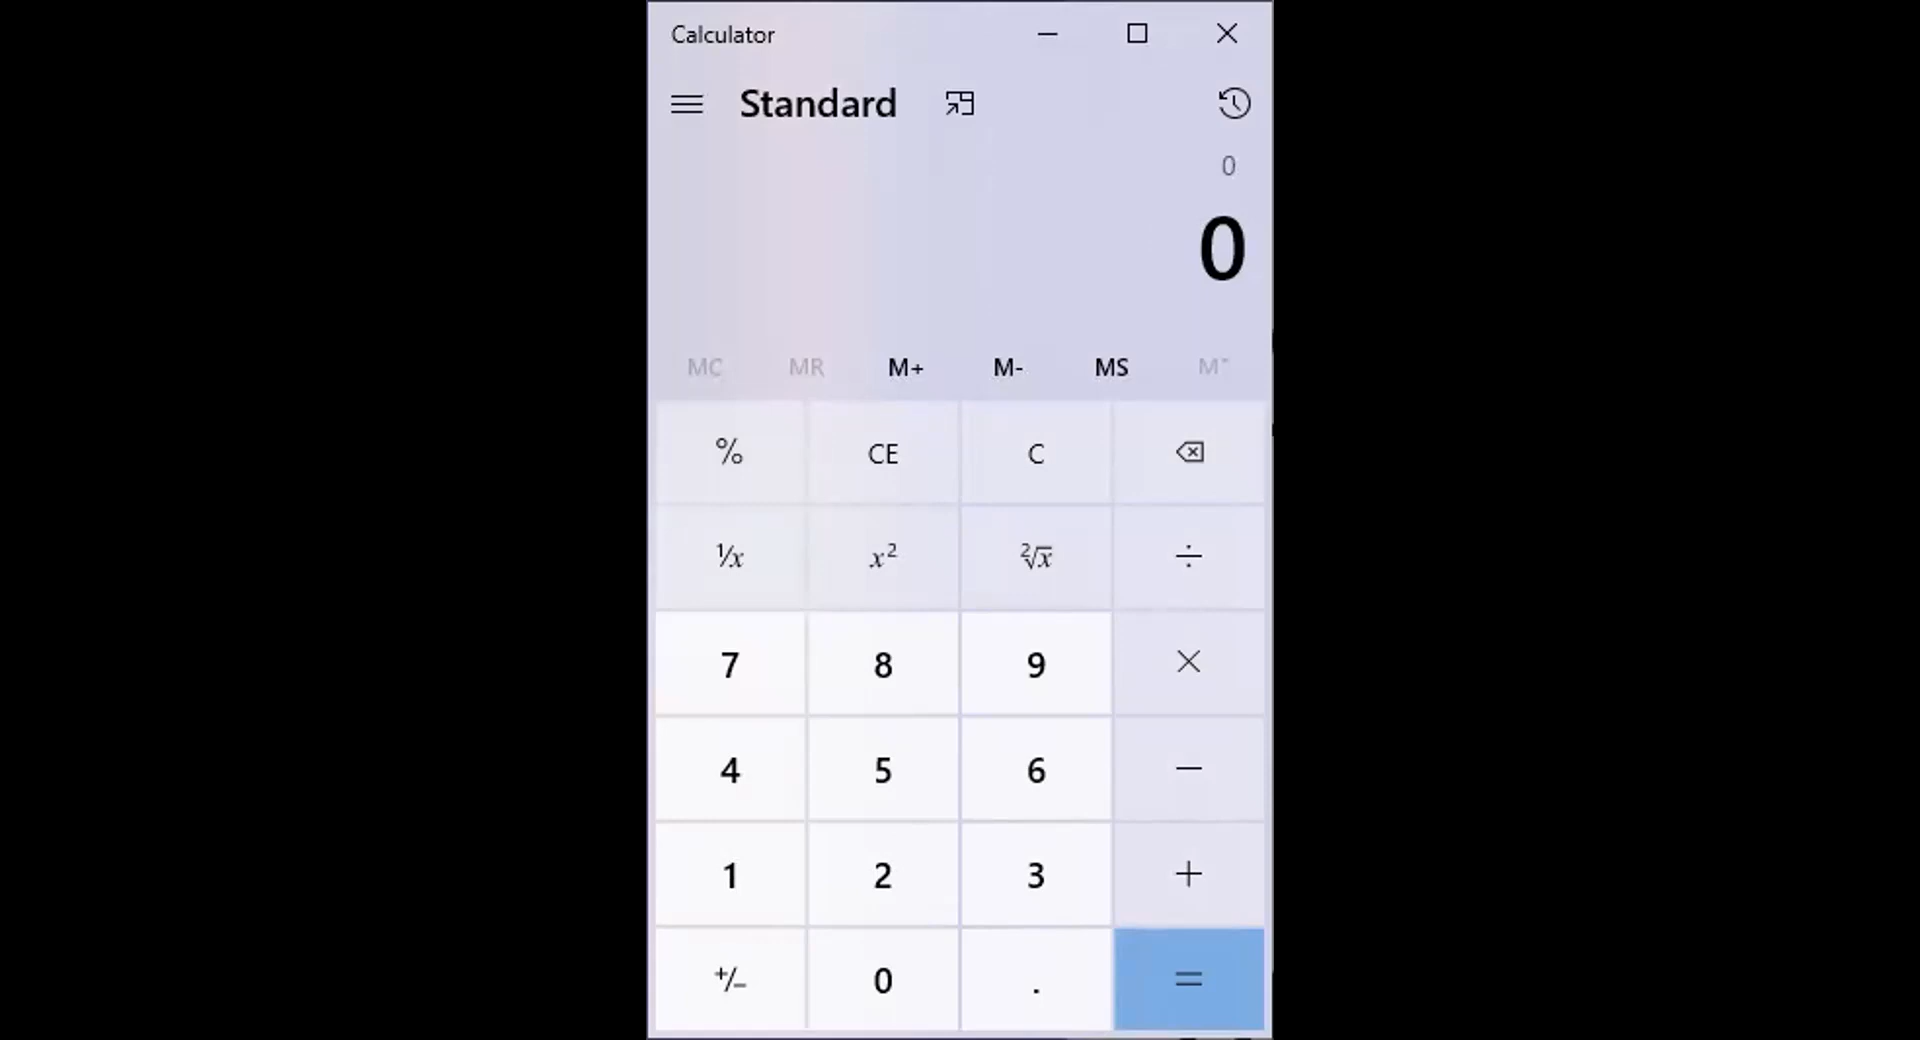 Calculator
Standard
0
0
MC MR M+ M- MS M˅
% CE C
¹/x x² ²√x ÷
7 8 9 ×
4 5 6 −
1 2 3 +
+/− 0 . =